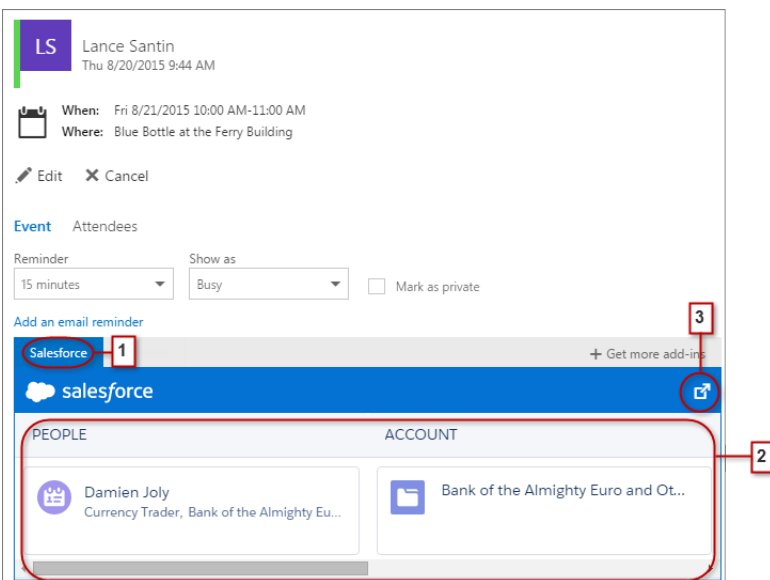 LS
Lance Santin
Thu 8/20/2015 9:44 AM
When: Fri 8/21/2015 10:00 AM-11:00 AM
Where: Blue Bottle at the Ferry Building
Edit Cancel
Event Attendees
Reminder Show as
15 minutes Busy Mark as private
Add an email reminder
3
Salesforce 1 + Get more add-ins
salesforce
PEOPLE ACCOUNT
2
Damien Joly Bank of the Almighty Euro and Ot...
Currency Trader, Bank of the Almighty Eu...